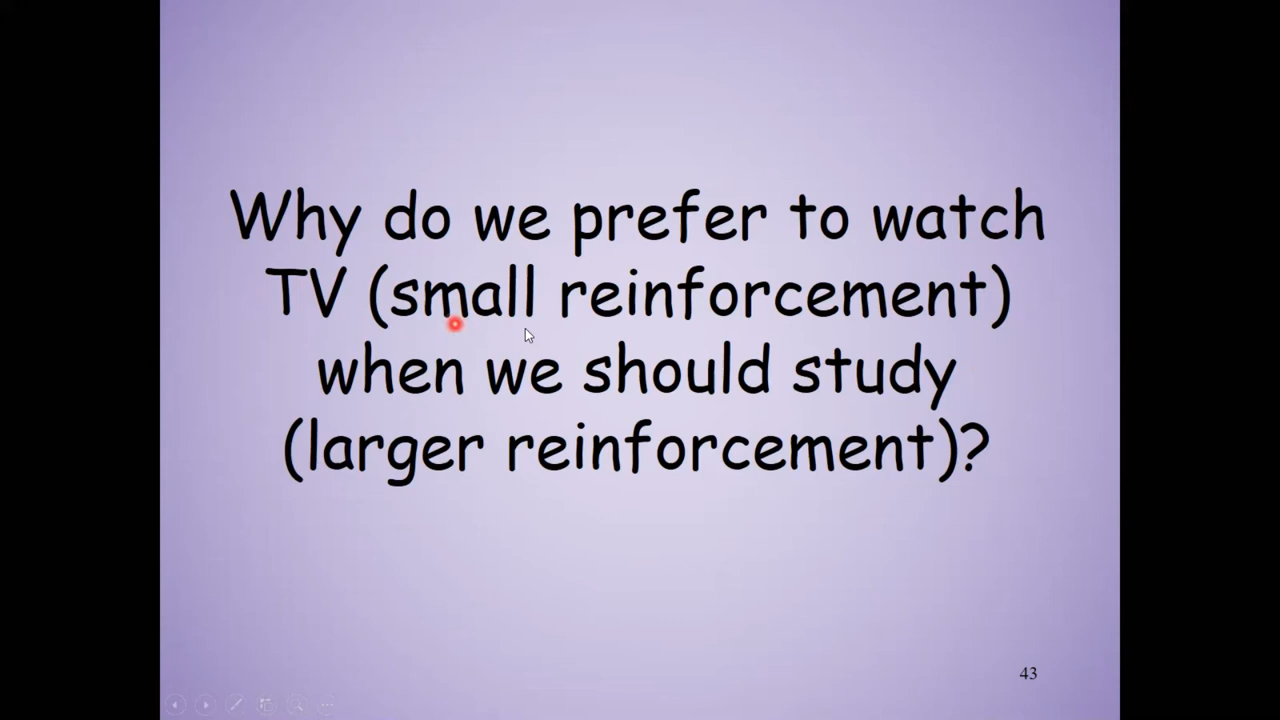 Why do we prefer to watch
TV (small reinforcement)
when we should study
(larger reinforcement)?
43